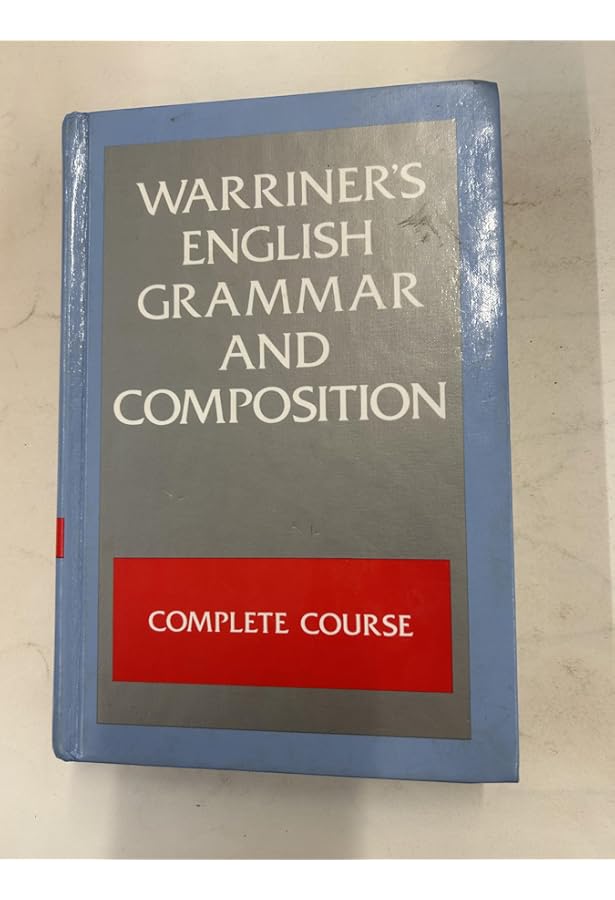 WARRINER'S
ENGLISH
GRAMMAR
AND
COMPOSITION
COMPLETE COURSE